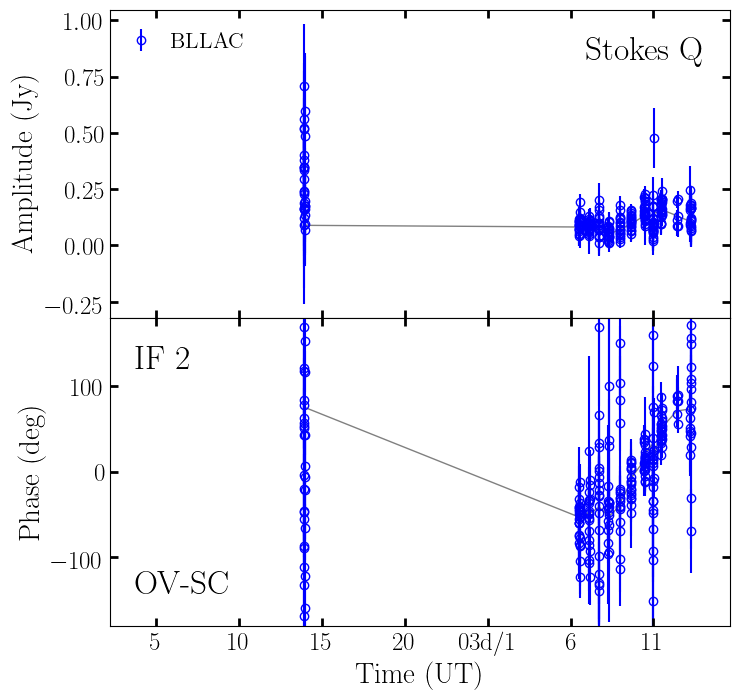 1.00
BLLAC
Stokes Q
0.75
0.50
0.25
0.00
−0.25
Amplitude (Jy)
IF 2
100
0
−100
Phase (deg)
OV-SC
5 10 15 20 03d/1 6 11
Time (UT)